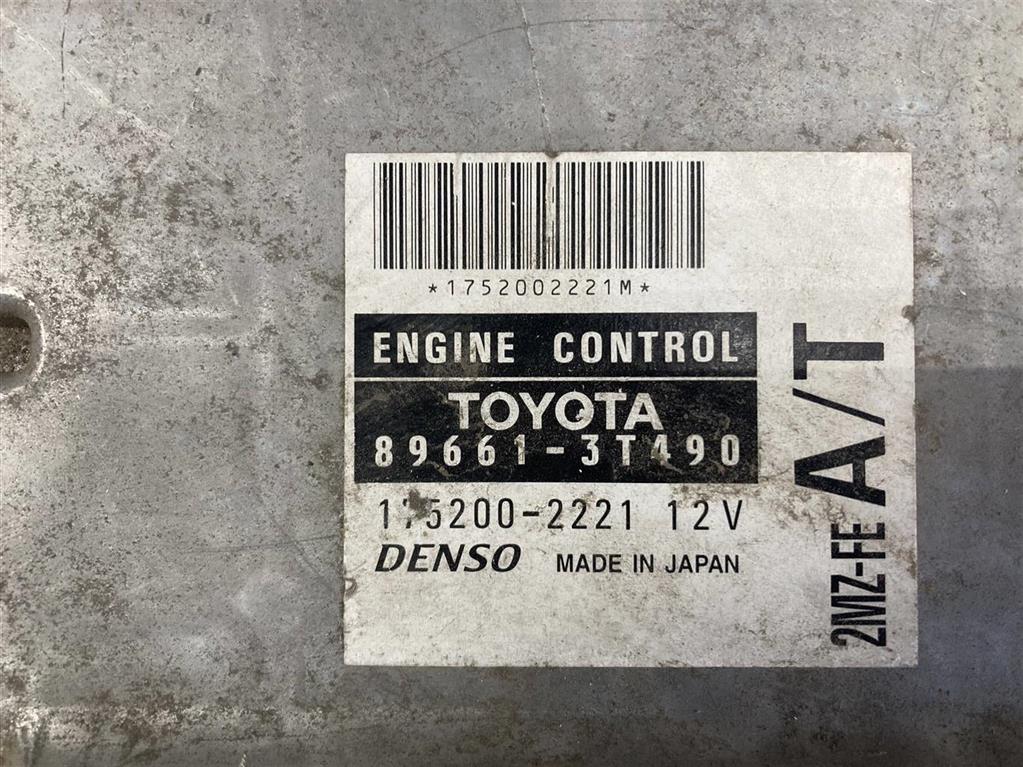 *1752002221M*
ENGINE CONTROL
TOYOTA
89661-3T490
175200-2221 12V
DENSO MADE IN JAPAN
2MZ-FE A/T